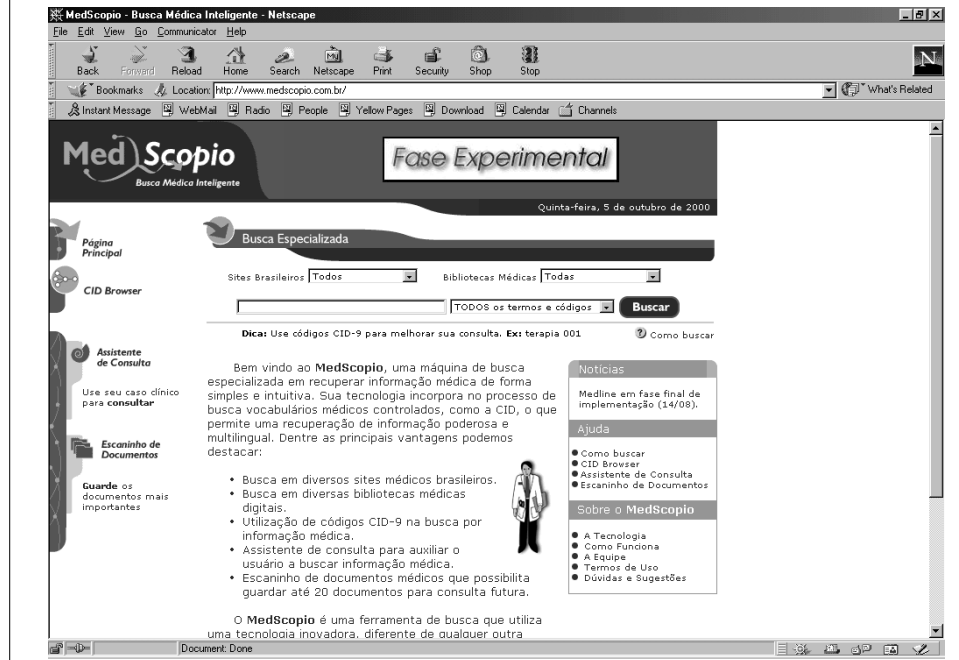 MedScopio - Busca Médica Inteligente - Netscape
File Edit View Go Communicator Help
Back Forward Reload Home Search Netscape Print Security Shop Stop
Bookmarks Location: http://www.medscopio.com.br/ What's Related
Instant Message WebMail Radio People Yellow Pages Download Calendar Channels
MedScopio
Busca Médica Inteligente
Fase Experimental
Quinta-feira, 5 de outubro de 2000
Página
Principal
CID Browser
Assistente
de Consulta
Use seu caso clínico
para consultar
Escaninho de
Documentos
Guarde os
documentos mais
importantes
Busca Especializada
Sites Brasileiros Todos Bibliotecas Médicas Todas
TODOS os termos e códigos Buscar
Dica: Use códigos CID-9 para melhorar sua consulta. Ex: terapia 001 Como buscar
Bem vindo ao MedScopio, uma máquina de busca
especializada em recuperar informação médica de forma
simples e intuitiva. Sua tecnologia incorpora no processo de
busca vocabulários médicos controlados, como a CID, o que
permite uma recuperação de informação poderosa e
multilingual. Dentre as principais vantagens podemos
destacar:
• Busca em diversos sites médicos brasileiros.
• Busca em diversas bibliotecas médicas
digitais.
• Utilização de códigos CID-9 na busca por
informação médica.
• Assistente de consulta para auxiliar o
usuário a buscar informação médica.
• Escaninho de documentos médicos que possibilita
guardar até 20 documentos para consulta futura.
O MedScopio é uma ferramenta de busca que utiliza
uma tecnologia inovadora, diferente de qualquer outra
Notícias
Medline em fase final de
implementação (14/08).
Ajuda
• Como buscar
• CID Browser
• Assistente de Consulta
• Escaninho de Documentos
Sobre o MedScopio
• A Tecnologia
• Como Funciona
• A Equipe
• Termos de Uso
• Dúvidas e Sugestões
Document: Done